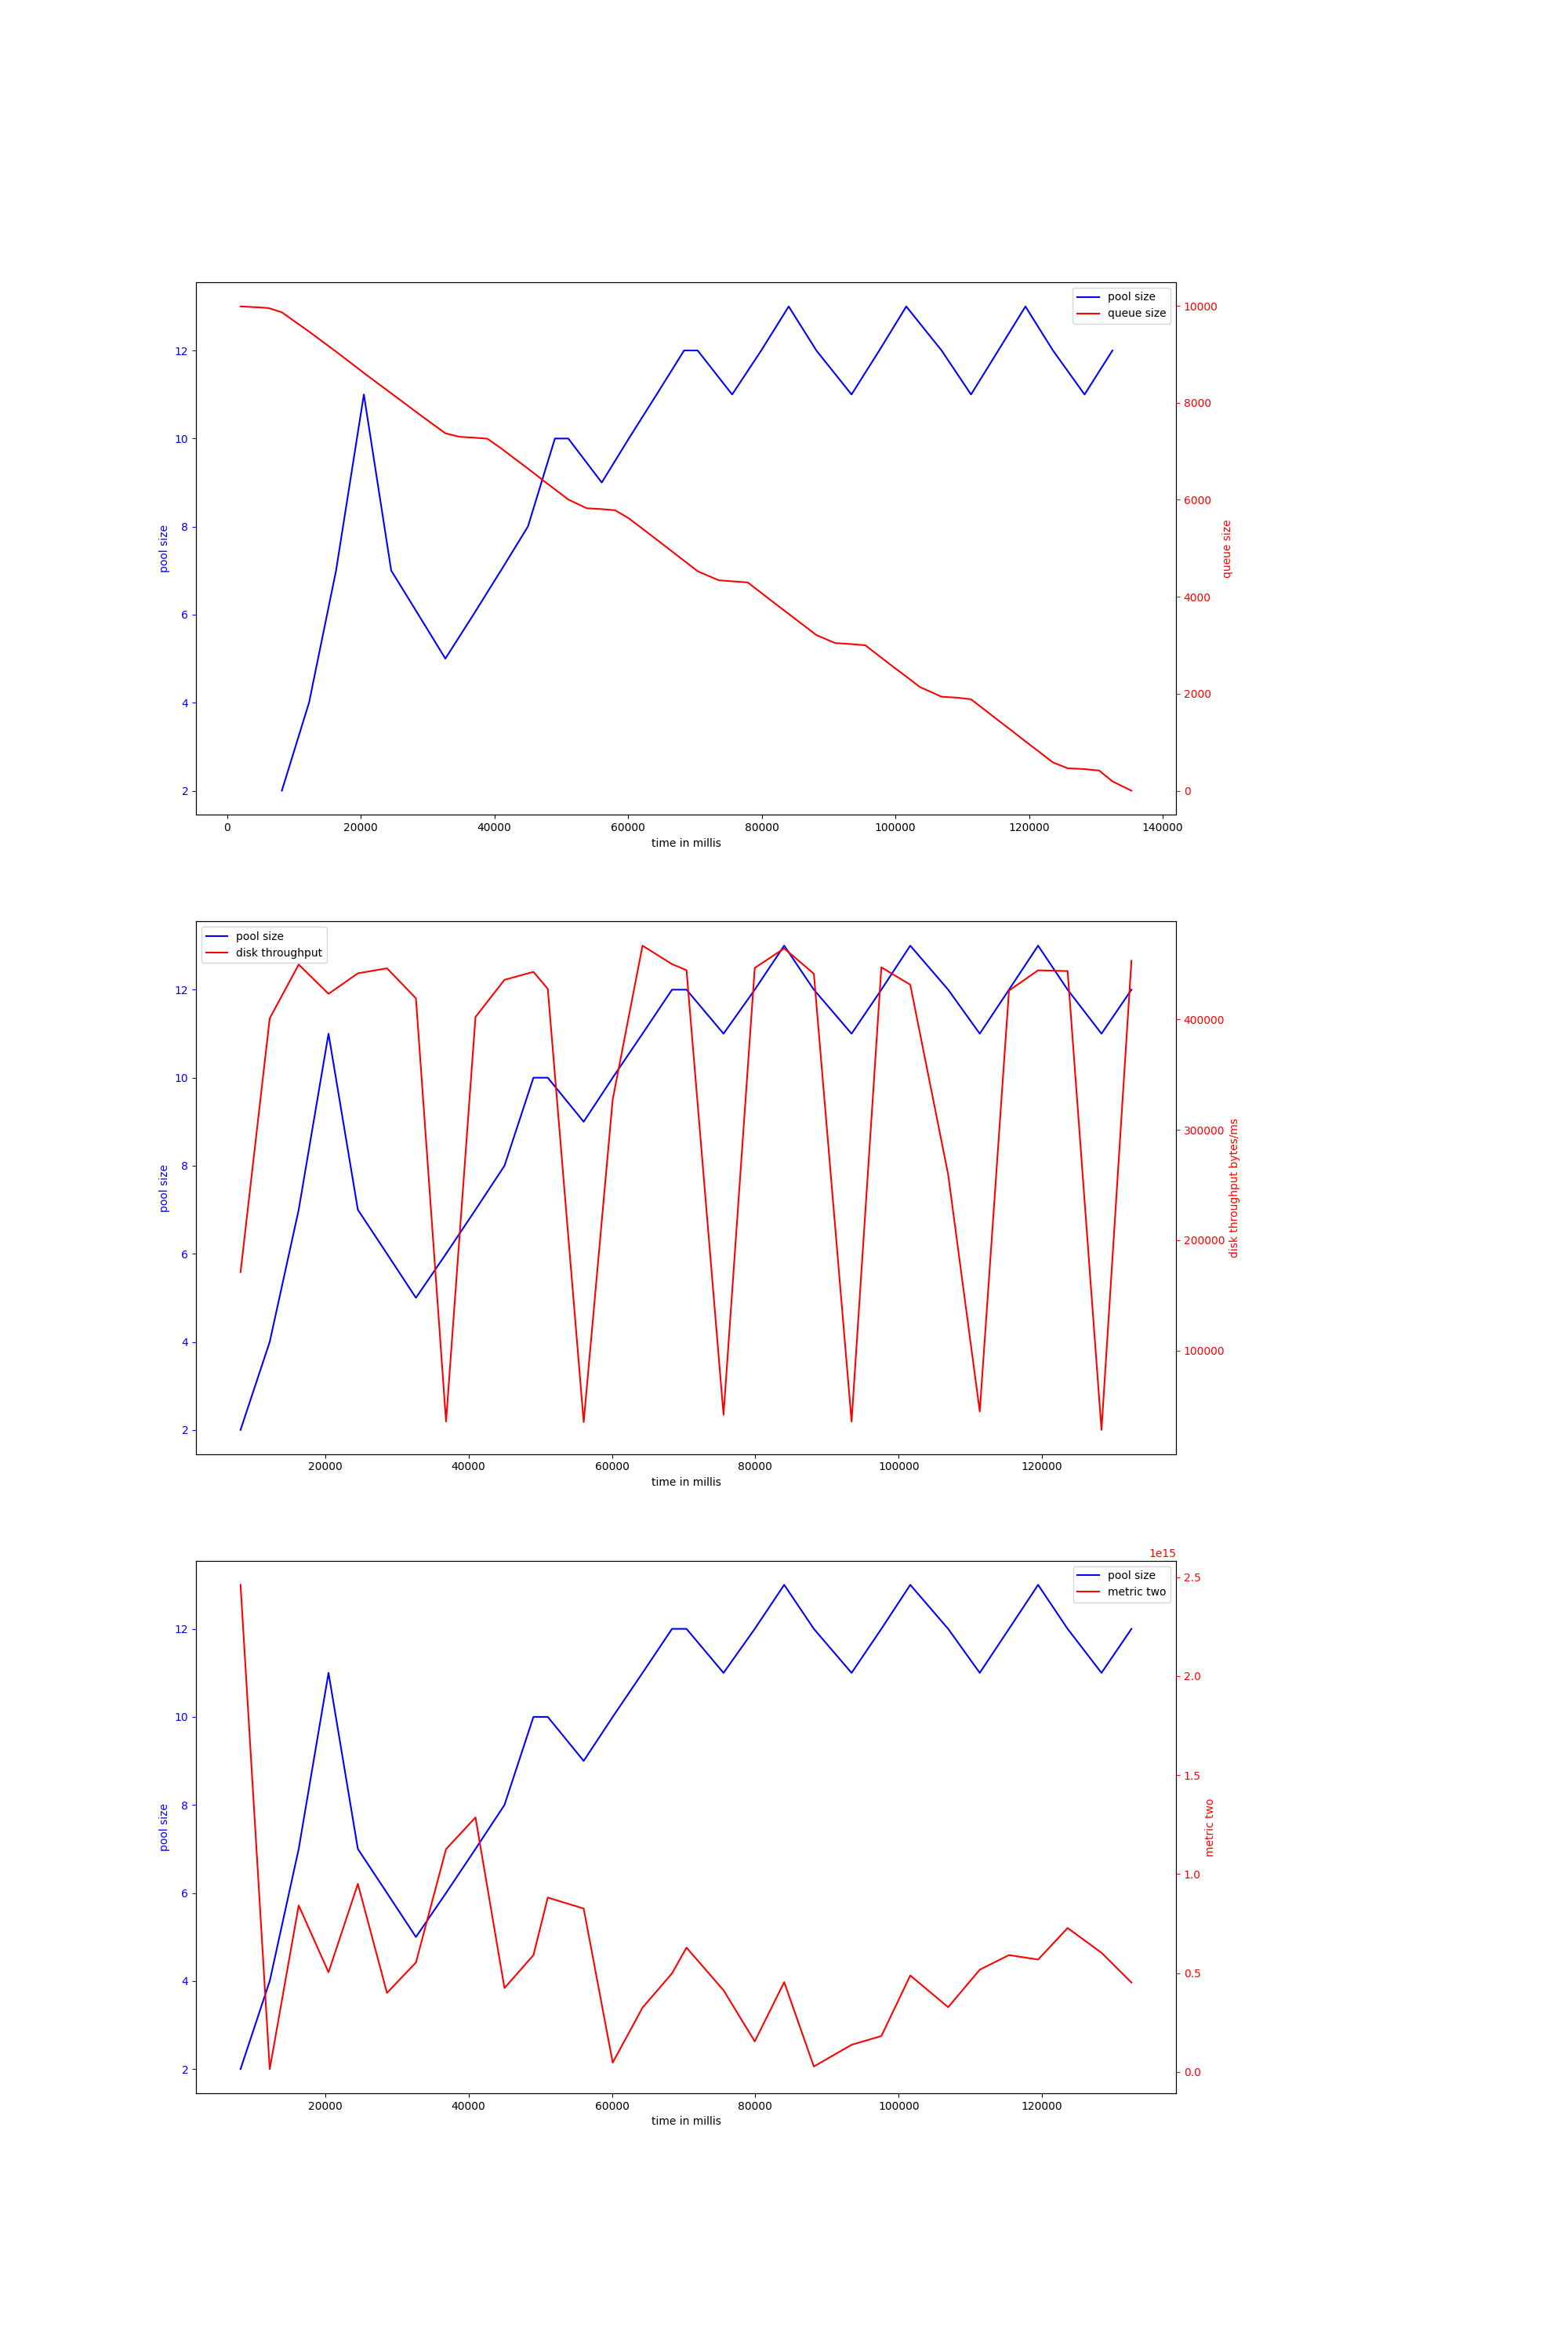 pool size
queue size
12
10
8
6
4
2
pool size
10000
8000
6000
4000
2000
0
queue size
0 20000 40000 60000 80000 100000 120000 140000
time in millis
pool size
disk throughput
12
10
8
6
4
2
pool size
400000
300000
200000
100000
disk throughput bytes/ms
20000 40000 60000 80000 100000 120000
time in millis
1e15
pool size
metric two
12
10
8
6
4
2
pool size
2.5
2.0
1.5
1.0
0.5
0.0
metric two
20000 40000 60000 80000 100000 120000
time in millis